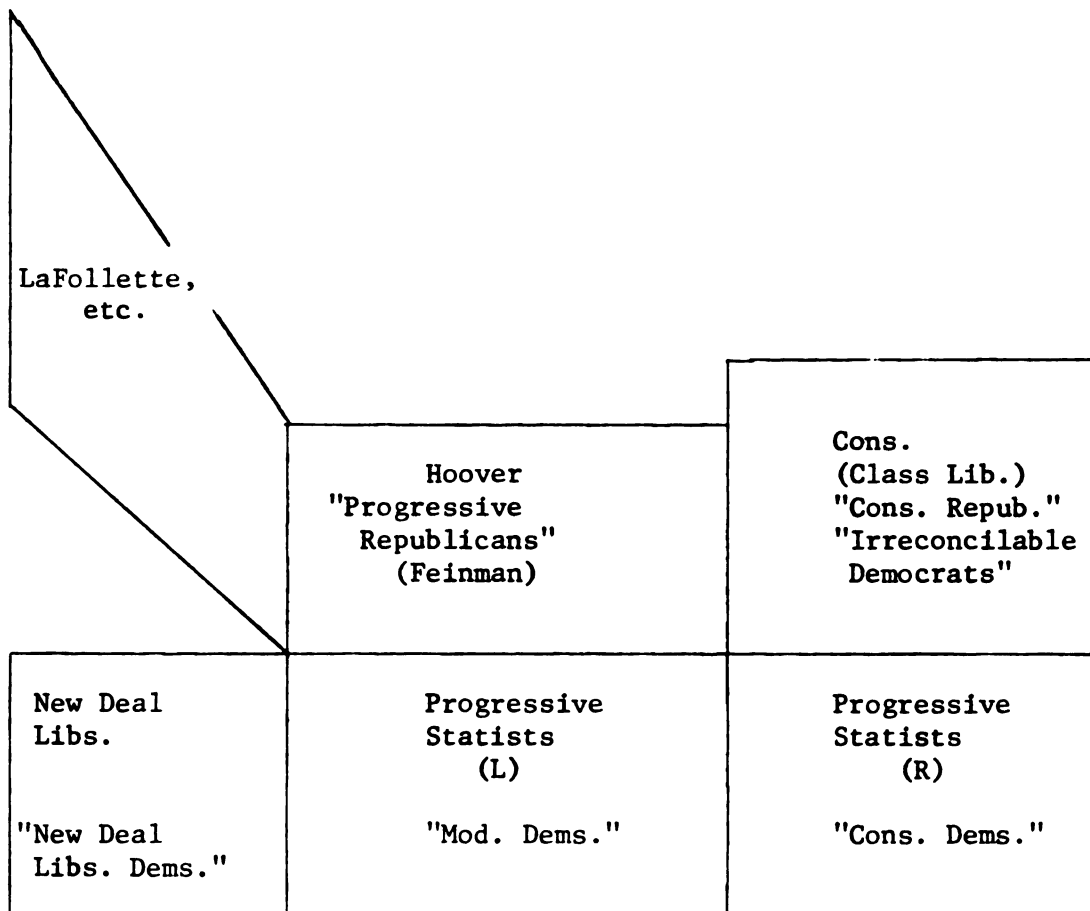 LaFollette,
etc.
Hoover
"Progressive
Republicans"
(Feinman)
Cons.
(Class Lib.)
"Cons. Repub."
"Irreconcilable
Democrats"
New Deal
Libs.
"New Deal
Libs. Dems."
Progressive
Statists
(L)
"Mod. Dems."
Progressive
Statists
(R)
"Cons. Dems."